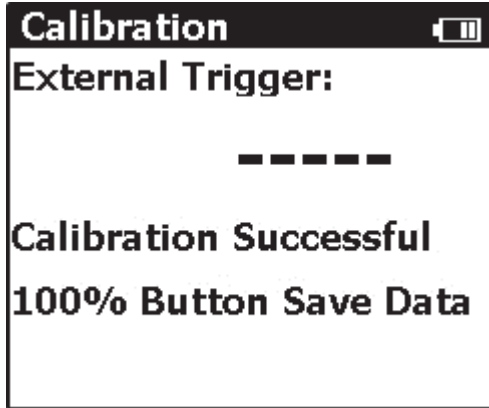 Calibration
External Trigger:
-----
Calibration Successful
100% Button Save Data